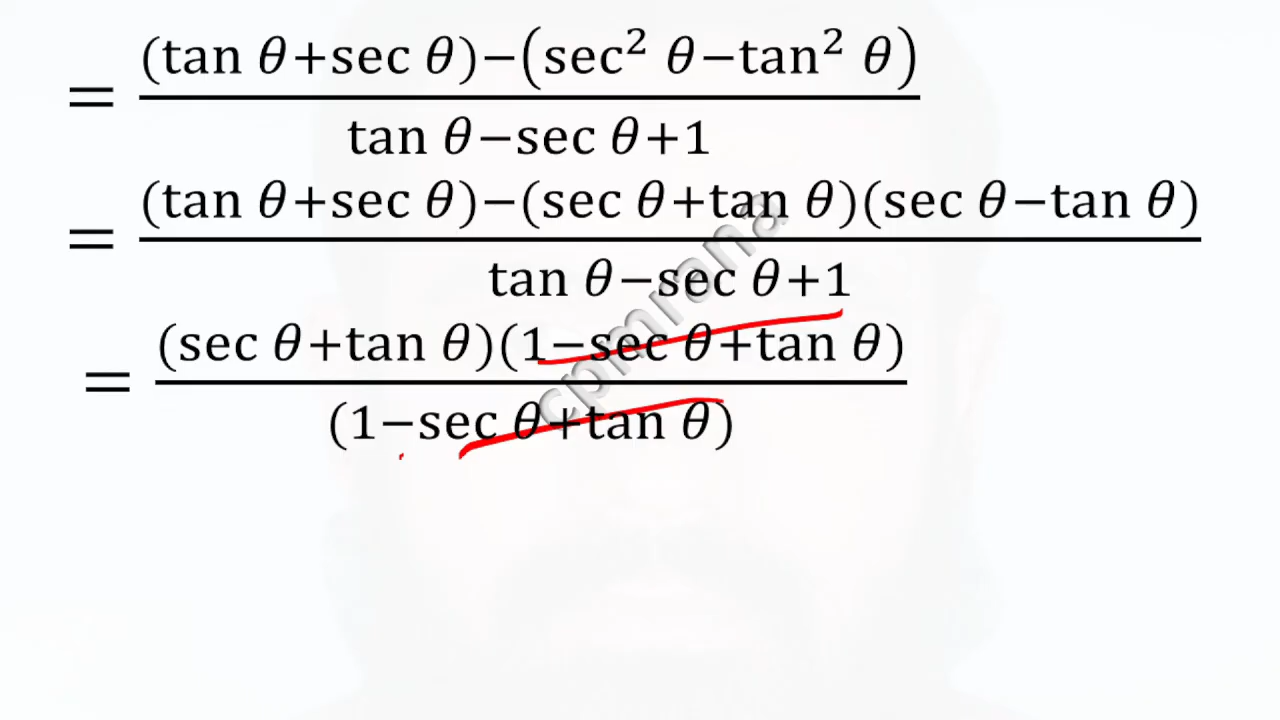 = (tan θ+sec θ)−(sec² θ−tan² θ)
tan θ−sec θ+1
= (tan θ+sec θ)−(sec θ+tan θ)(sec θ−tan θ)
tan θ−sec θ+1
= (sec θ+tan θ)(1−sec θ+tan θ)
(1−sec θ+tan θ)
cpmrana